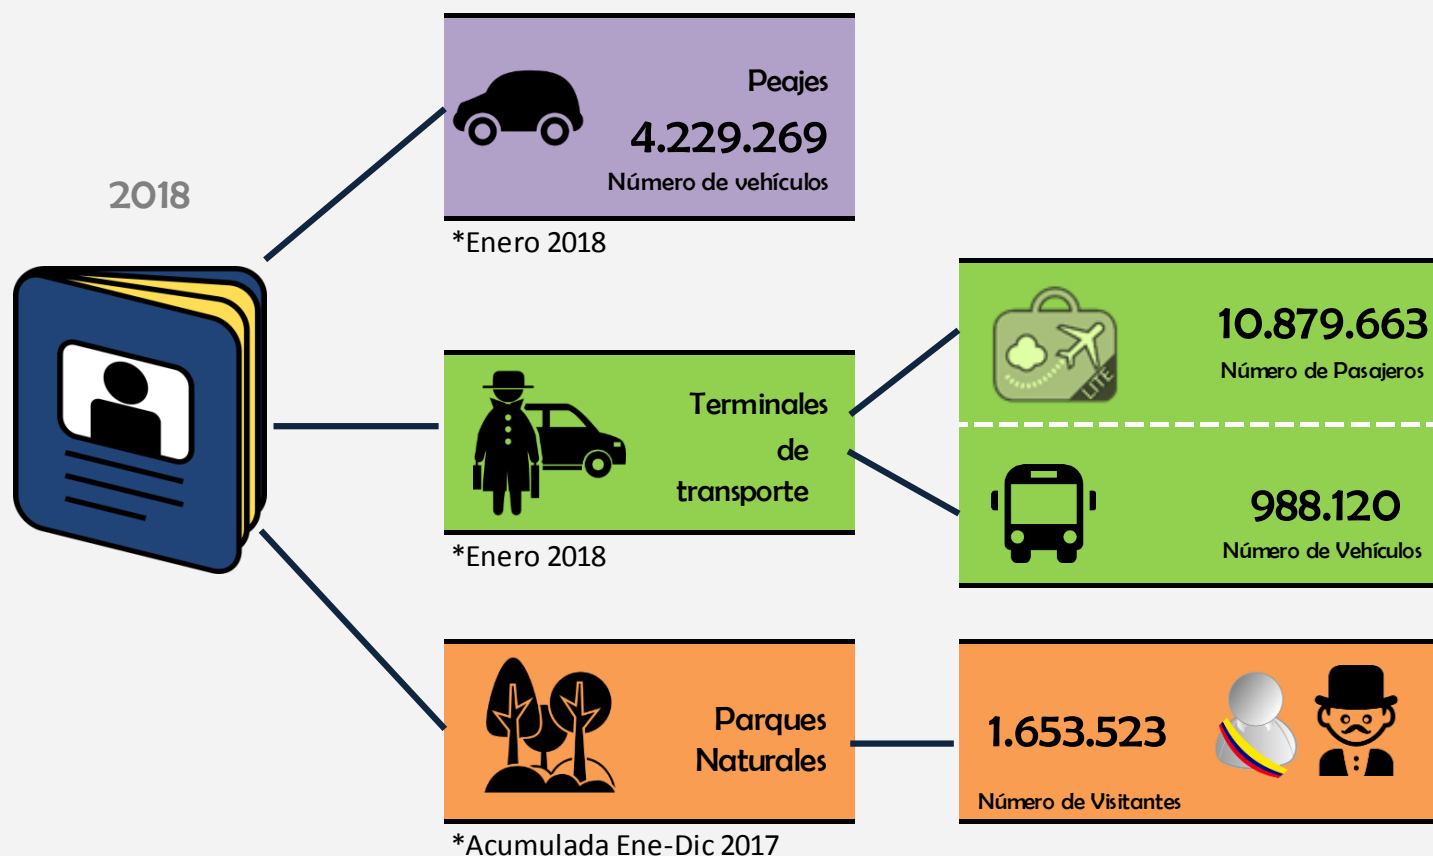 2018
Peajes
4.229.269
Número de vehículos
*Enero 2018
Terminales
de
transporte
*Enero 2018
LITE
10.879.663
Número de Pasajeros
988.120
Número de Vehículos
Parques
Naturales
*Acumulada Ene-Dic 2017
1.653.523
Número de Visitantes